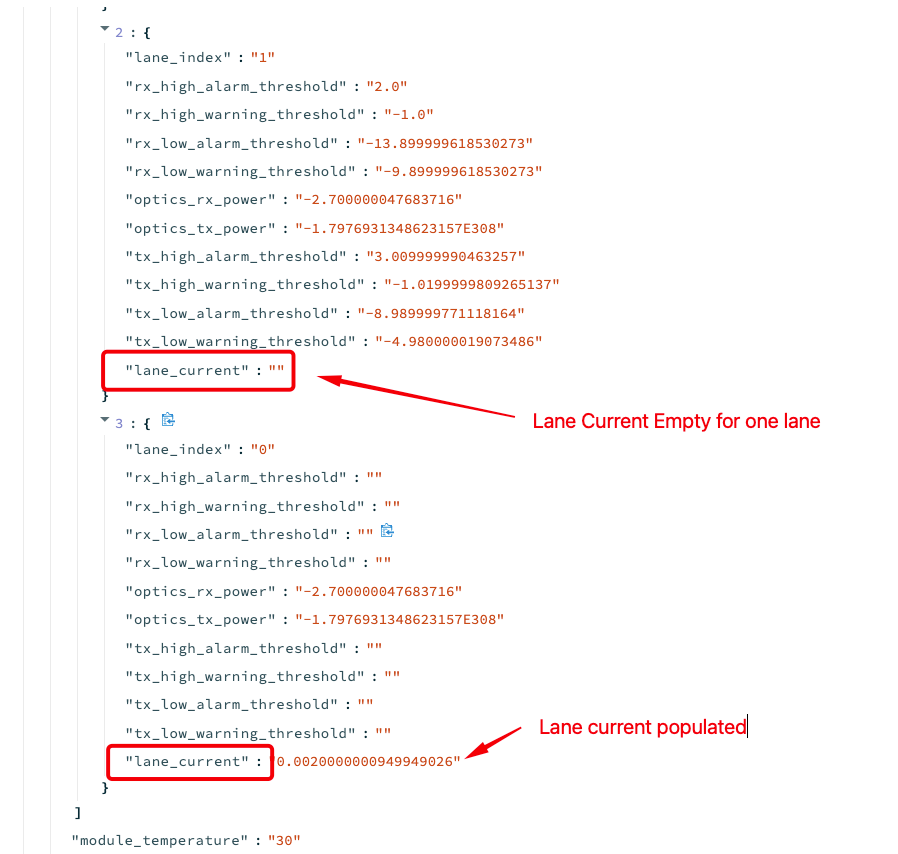 }
2 : {
"lane_index" : "1"
"rx_high_alarm_threshold" : "2.0"
"rx_high_warning_threshold" : "-1.0"
"rx_low_alarm_threshold" : "-13.899999618530273"
"rx_low_warning_threshold" : "-9.899999618530273"
"optics_rx_power" : "-2.700000047683716"
"optics_tx_power" : "-1.7976931348623157E308"
"tx_high_alarm_threshold" : "3.009999990463257"
"tx_high_warning_threshold" : "-1.0199999809265137"
"tx_low_alarm_threshold" : "-8.989999771118164"
"tx_low_warning_threshold" : "-4.980000019073486"
"lane_current" : ""
}
Lane Current Empty for one lane
3 : {
"lane_index" : "0"
"rx_high_alarm_threshold" : ""
"rx_high_warning_threshold" : ""
"rx_low_alarm_threshold" : ""
"rx_low_warning_threshold" : ""
"optics_rx_power" : "-2.700000047683716"
"optics_tx_power" : "-1.7976931348623157E308"
"tx_high_alarm_threshold" : ""
"tx_high_warning_threshold" : ""
"tx_low_alarm_threshold" : ""
"tx_low_warning_threshold" : ""
Lane current populated
"lane_current" : "0.0020000000949949026"
}
]
"module_temperature" : "30"